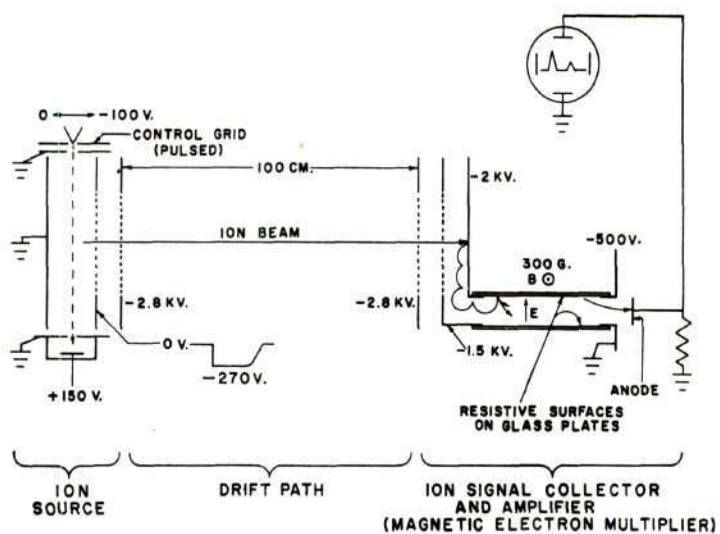 0
-100 V.
CONTROL GRID
(PULSED)
100 CM.
-2 KV.
ION BEAM
-500V.
300 G.
B
-2.8 KV.
-2.8 KV.
E
0 V.
-270 V.
-1.5 KV.
+150 V.
ANODE
RESISTIVE SURFACES
ON GLASS PLATES
ION
SOURCE
DRIFT PATH
ION SIGNAL COLLECTOR
AND AMPLIFIER
(MAGNETIC ELECTRON MULTIPLIER)